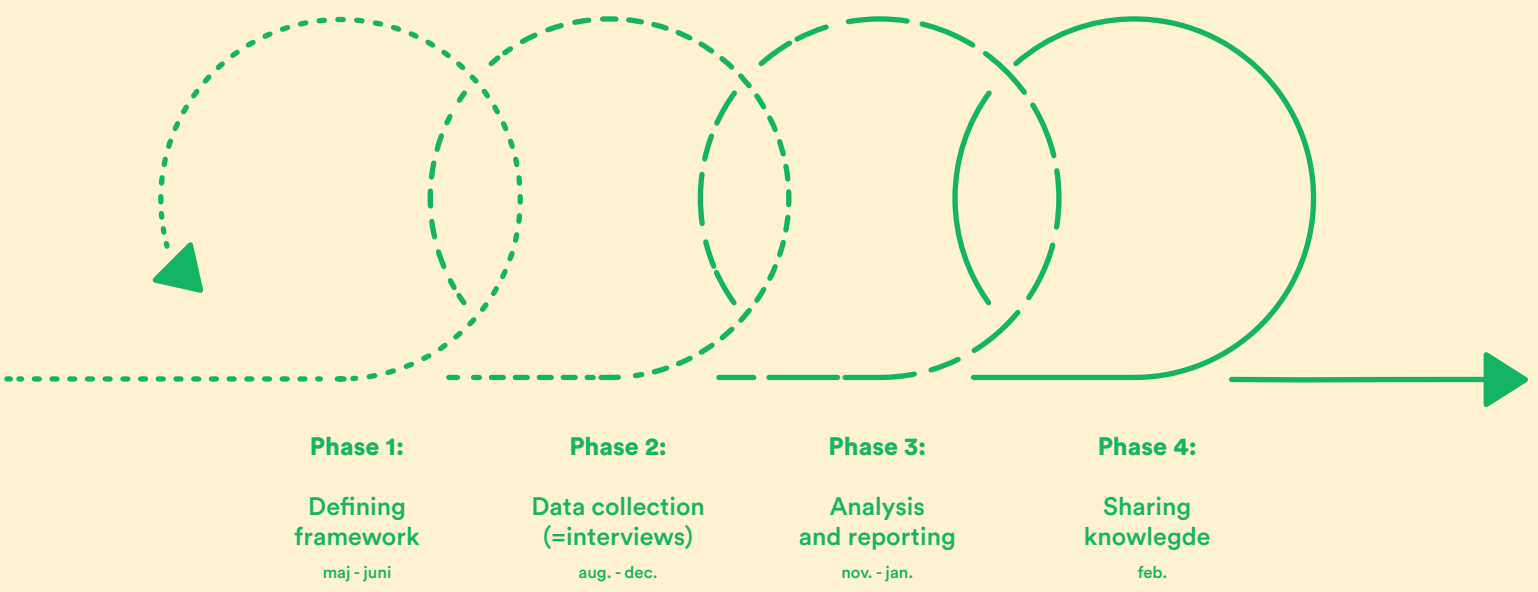 Phase 1:
Defining
framework
maj - juni
Phase 2:
Data collection
(=interviews)
aug. - dec.
Phase 3:
Analysis
and reporting
nov. - jan.
Phase 4:
Sharing
knowlegde
feb.